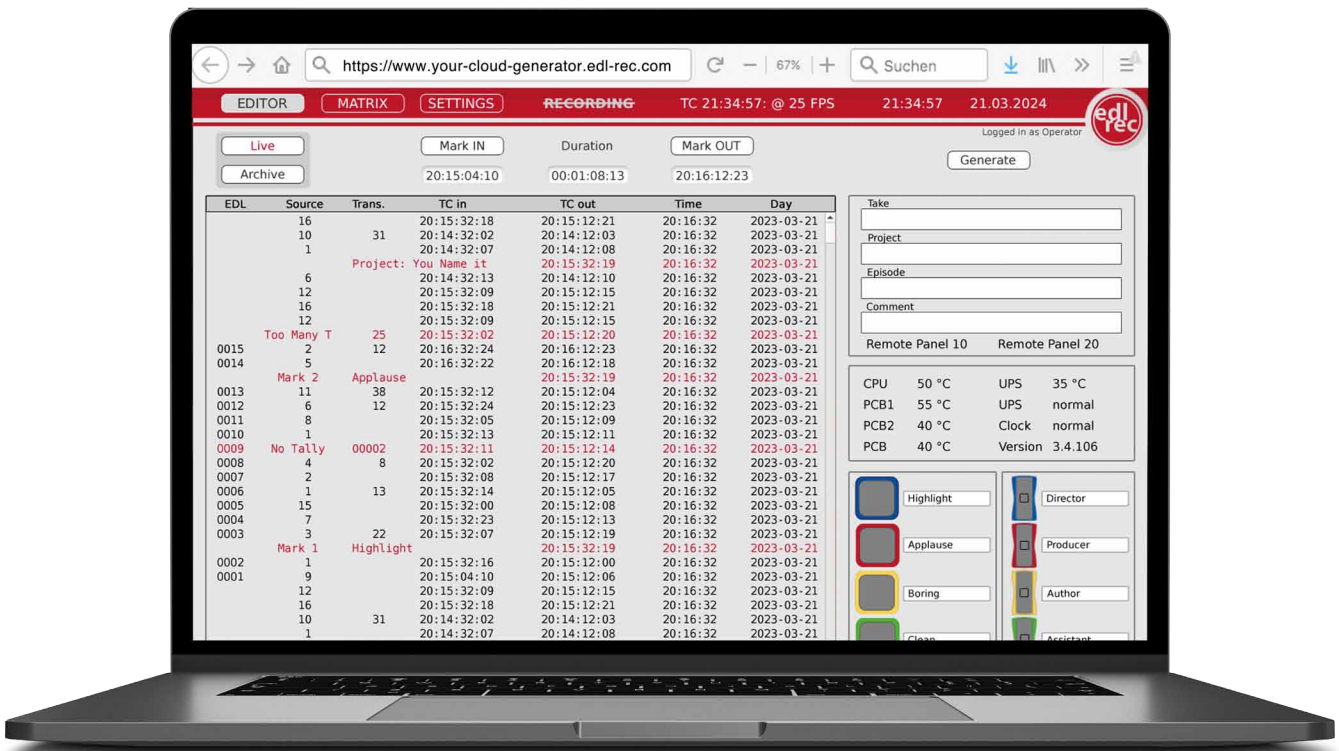 https://www.your-cloud-generator.edl-rec.com 67% Suchen
EDITOR MATRIX SETTINGS RECORDING TC 21:34:57: @ 25 FPS 21:34:57 21.03.2024
edl rec
Logged in as Operator
Live Mark IN Duration Mark OUT Generate
Archive 20:15:04:10 00:01:08:13 20:16:12:23
EDL Source Trans. TC in TC out Time Day
16 20:15:32:18 20:15:12:21 20:16:32 2023-03-21
10 31 20:14:32:02 20:14:12:03 20:16:32 2023-03-21
1 20:14:32:07 20:14:12:08 20:16:32 2023-03-21
Project: You Name it 20:15:32:19 20:16:32 2023-03-21
6 20:14:32:13 20:14:12:10 20:16:32 2023-03-21
12 20:15:32:09 20:15:12:15 20:16:32 2023-03-21
16 20:15:32:18 20:15:12:21 20:16:32 2023-03-21
12 20:15:32:09 20:15:12:15 20:16:32 2023-03-21
Too Many T 25 20:15:32:02 20:15:12:20 20:16:32 2023-03-21
0015 2 12 20:16:32:24 20:16:12:23 20:16:32 2023-03-21
0014 5 20:16:32:22 20:16:12:18 20:16:32 2023-03-21
Mark 2 Applause 20:15:32:19 20:16:32 2023-03-21
0013 11 38 20:15:32:12 20:15:12:04 20:16:32 2023-03-21
0012 6 12 20:15:32:24 20:15:12:23 20:16:32 2023-03-21
0011 8 20:15:32:05 20:15:12:09 20:16:32 2023-03-21
0010 1 20:15:32:13 20:15:12:11 20:16:32 2023-03-21
0009 No Tally 00002 20:15:32:11 20:15:12:14 20:16:32 2023-03-21
0008 4 8 20:15:32:02 20:15:12:20 20:16:32 2023-03-21
0007 2 20:15:32:08 20:15:12:17 20:16:32 2023-03-21
0006 1 13 20:15:32:14 20:15:12:05 20:16:32 2023-03-21
0005 15 20:15:32:00 20:15:12:08 20:16:32 2023-03-21
0004 7 20:15:32:23 20:15:12:13 20:16:32 2023-03-21
0003 3 22 20:15:32:07 20:15:12:19 20:16:32 2023-03-21
Mark 1 Highlight 20:15:32:19 20:16:32 2023-03-21
0002 1 20:15:32:16 20:15:12:00 20:16:32 2023-03-21
0001 9 20:15:04:10 20:15:12:06 20:16:32 2023-03-21
12 20:15:32:09 20:15:12:15 20:16:32 2023-03-21
16 20:15:32:18 20:15:12:21 20:16:32 2023-03-21
10 31 20:14:32:02 20:14:12:03 20:16:32 2023-03-21
1 20:14:32:07 20:14:12:08 20:16:32 2023-03-21
Take
Project
Episode
Comment
Remote Panel 10 Remote Panel 20
CPU 50 °C UPS 35 °C
PCB1 55 °C UPS normal
PCB2 40 °C Clock normal
PCB 40 °C Version 3.4.106
Highlight Director
Applause Producer
Boring Author
Clean Assistant